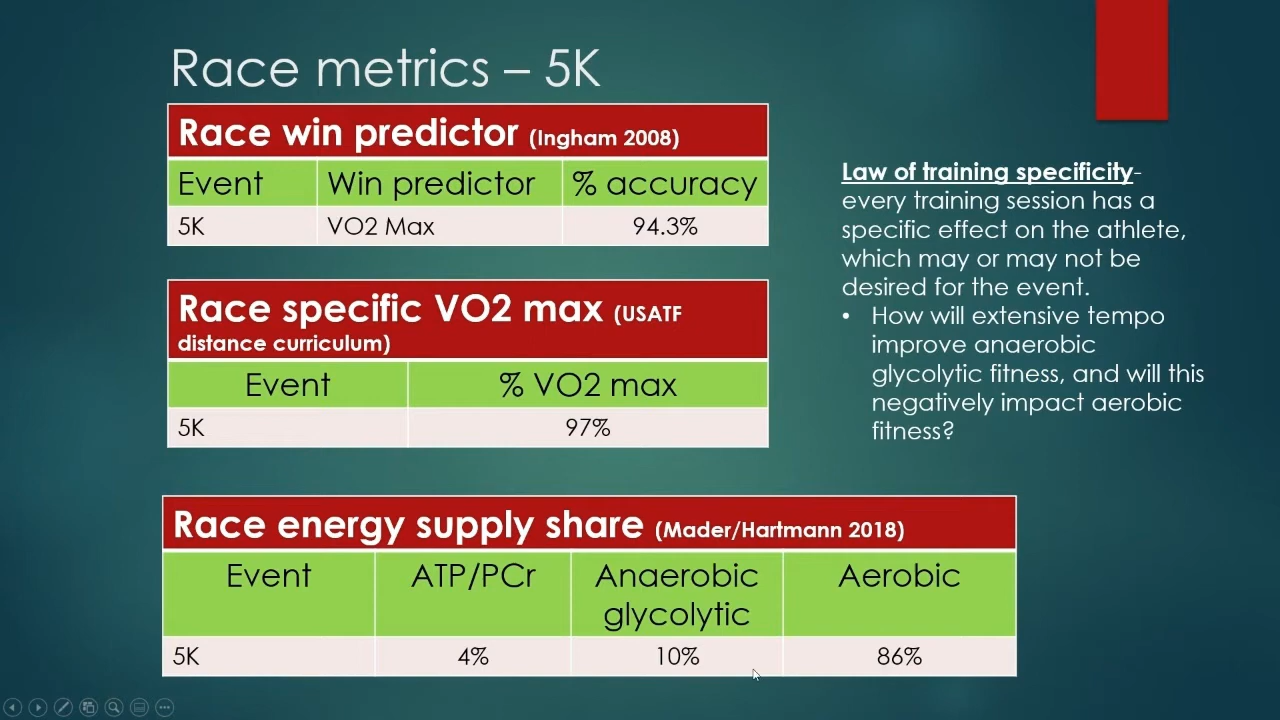 Race metrics – 5K
Race win predictor (Ingham 2008)
Event Win predictor % accuracy
5K VO2 Max 94.3%
Race specific VO2 max (USATF
distance curriculum)
Event % VO2 max
5K 97%
Race energy supply share (Mader/Hartmann 2018)
Event ATP/PCr Anaerobic
glycolytic Aerobic
5K 4% 10% 86%
Law of training specificity-
every training session has a
specific effect on the athlete,
which may or may not be
desired for the event.
• How will extensive tempo
improve anaerobic
glycolytic fitness, and will this
negatively impact aerobic
fitness?